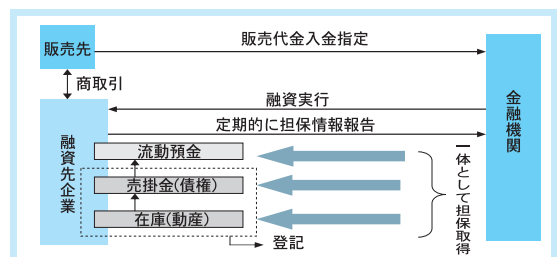 販売先
販売代金入金指定
商取引
融資実行
定期的に担保情報報告
金融機関
融資先企業
流動預金
売掛金(債権)
在庫(動産)
一体として担保取得
登記